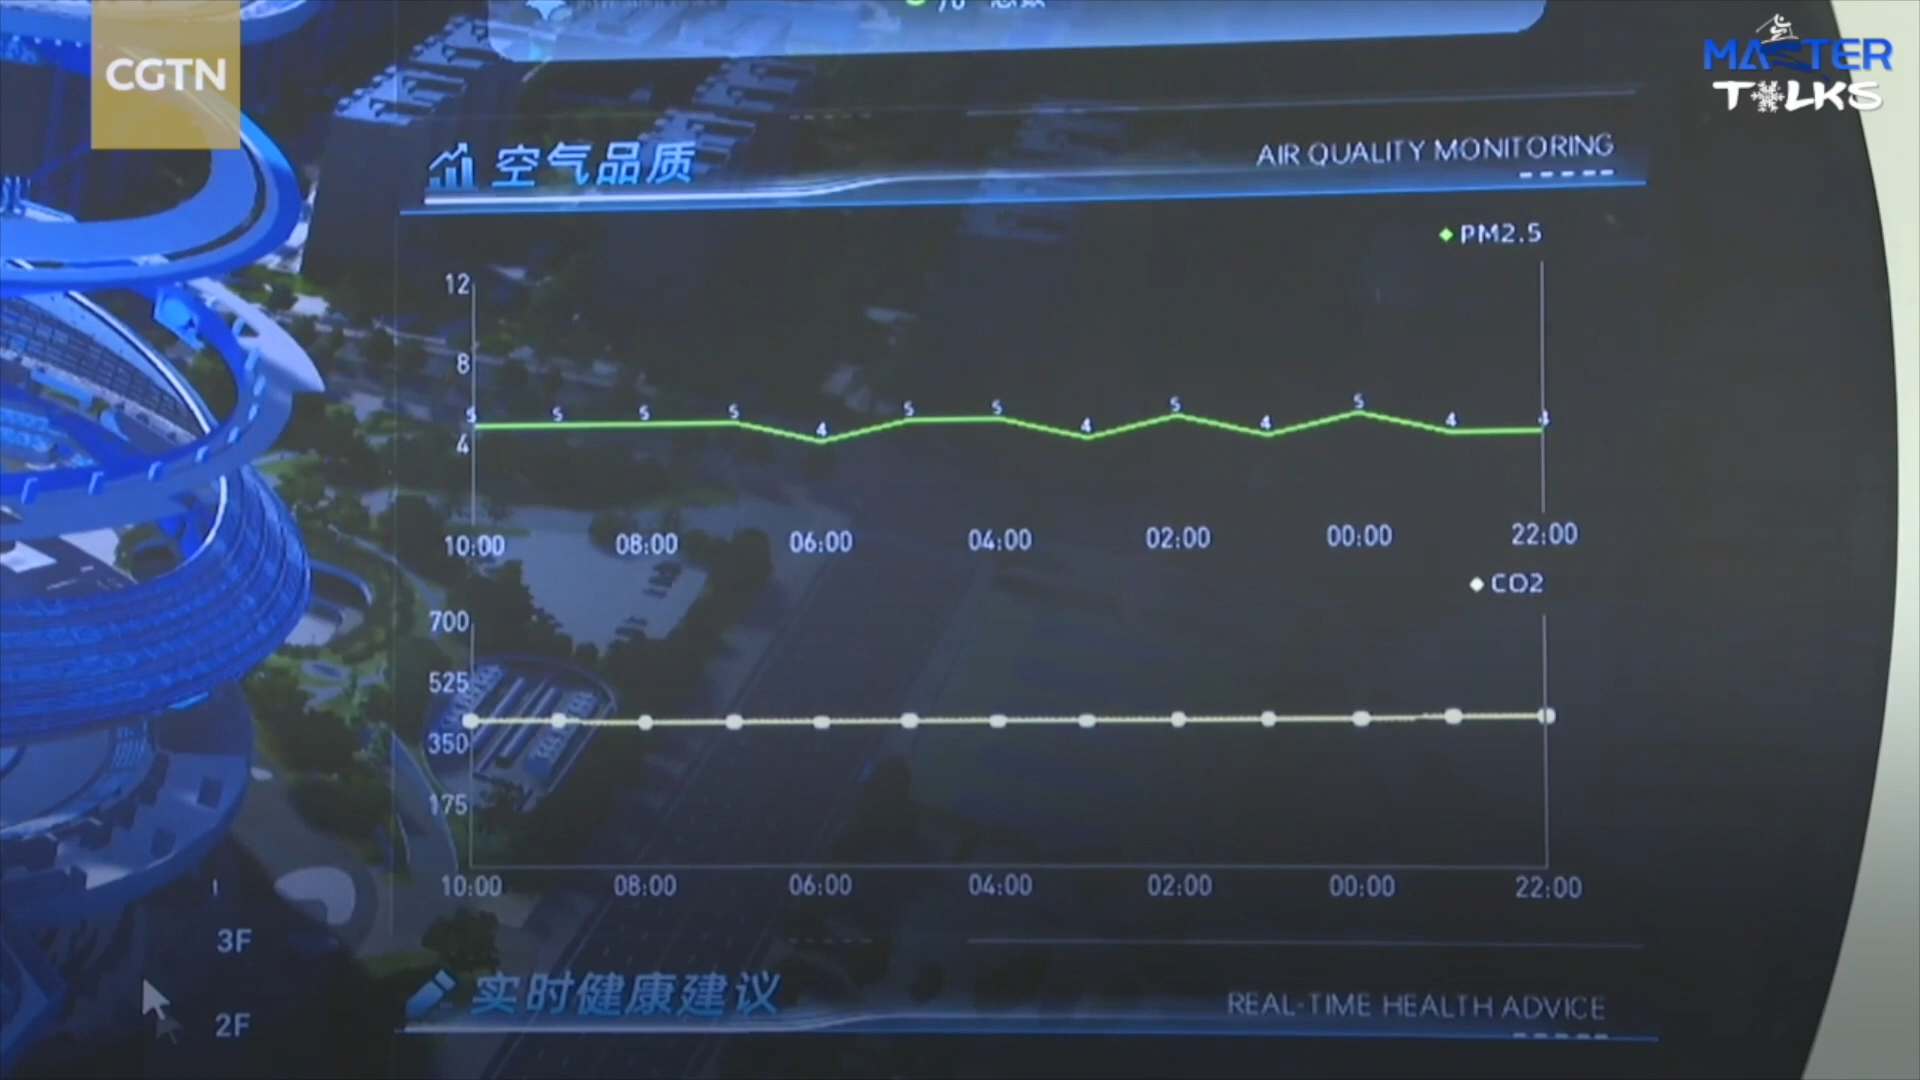 CGTN
MASTER
TALKS
空气品质
AIR QUALITY MONITORING
PM2.5
12
8
4
5 5 5 5 4 5 5 4 5 4 5 4 4
10:00 08:00 06:00 04:00 02:00 00:00 22:00
CO2
700
525
350
175
10:00 08:00 06:00 04:00 02:00 00:00 22:00
3F
2F
实时健康建议
REAL-TIME HEALTH ADVICE